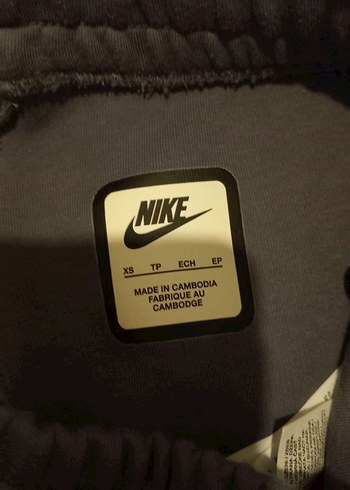 NIKE
XS TP ECH EP
MADE IN CAMBODIA
FABRIQUE AU
CAMBODGE